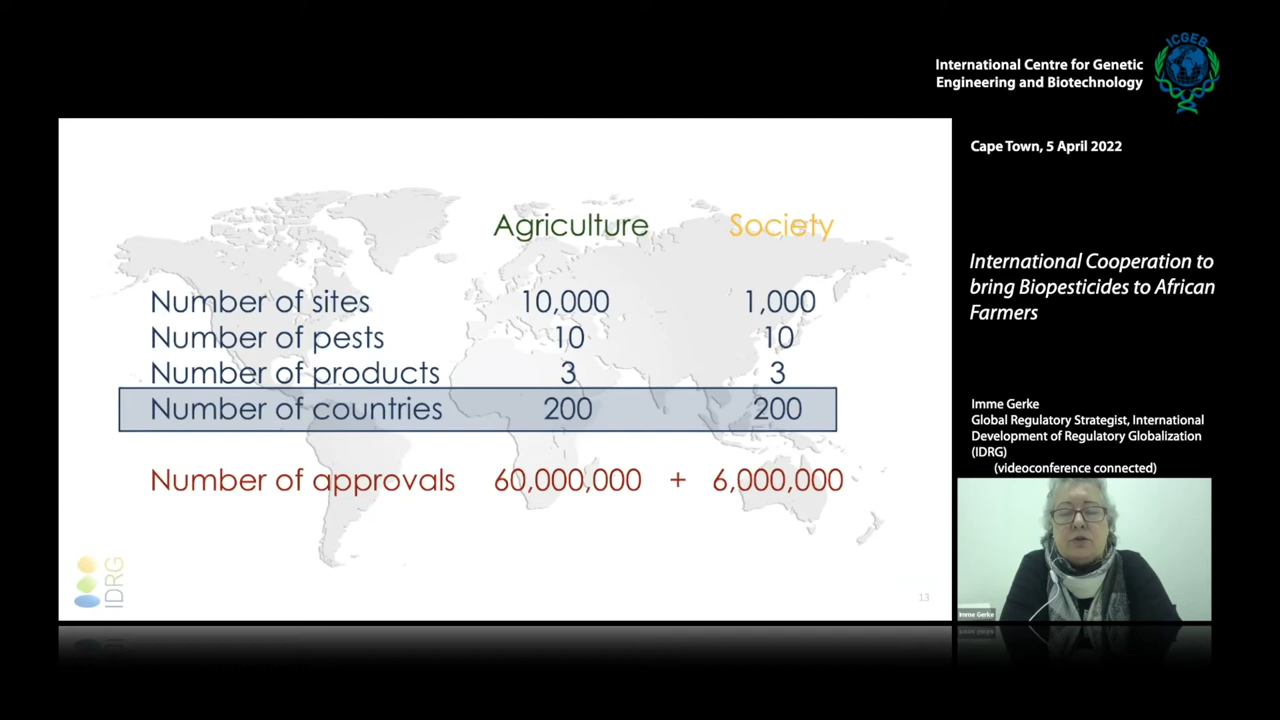 ICGEB
International Centre for Genetic
Engineering and Biotechnology
Cape Town, 5 April 2022
Agriculture Society
Number of sites 10,000 1,000
Number of pests 10 10
Number of products 3 3
Number of countries 200 200
Number of approvals 60,000,000 + 6,000,000
IDRG
13
International Cooperation to
bring Biopesticides to African
Farmers
Imme Gerke
Global Regulatory Strategist, International
Development of Regulatory Globalization
(IDRG)
(videoconference connected)
Imme Gerke